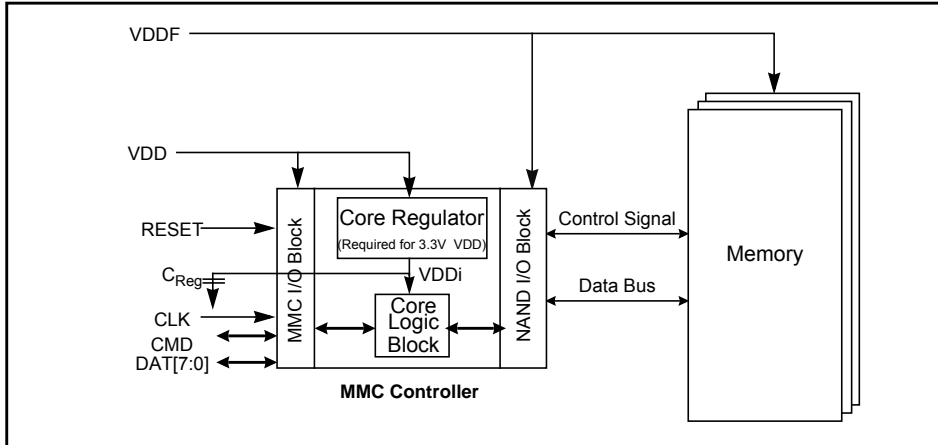 VDDF
VDD
RESET
CReg
CLK
CMD
DAT[7:0]
MMC I/O Block
Core Regulator
(Required for 3.3V VDD)
VDDi
Core
Logic
Block
NAND I/O Block
Control Signal
Data Bus
Memory
MMC Controller